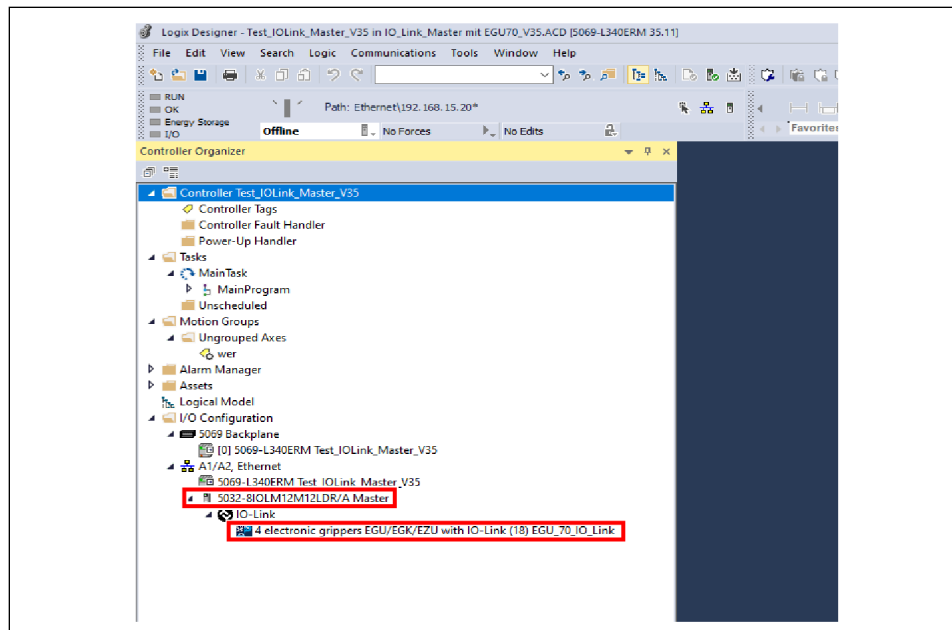 Logix Designer - Test_IOLink_Master_V35 in IO_Link_Master mit EGU70_V35.ACD [5069-L340ERM 35.11]
File Edit View Search Logic Communications Tools Window Help
RUN
OK
Energy Storage
I/O
Path: Ethernet\192.168.15.20*
Offline No Forces No Edits
Favorites
Controller Organizer
Controller Test_IOLink_Master_V35
Controller Tags
Controller Fault Handler
Power-Up Handler
Tasks
MainTask
MainProgram
Unscheduled
Motion Groups
Ungrouped Axes
wer
Alarm Manager
Assets
Logical Model
I/O Configuration
5069 Backplane
[0] 5069-L340ERM Test_IOLink_Master_V35
A1/A2, Ethernet
5069-L340ERM Test_IOLink_Master_V35
5032-8IOLM12M12LDR/A Master
IO-Link
4 electronic grippers EGU/EGK/EZU with IO-Link (18) EGU_70_IO_Link